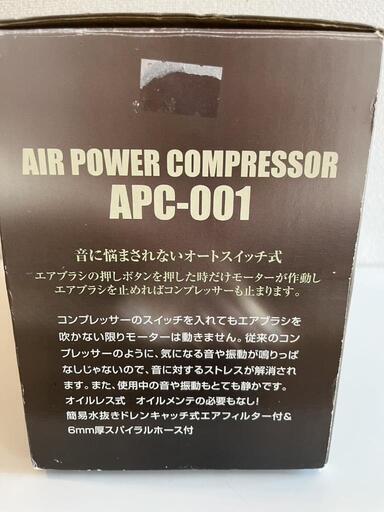 AIR POWER COMPRESSOR
APC-001
音に悩まされないオートスイッチ式
エアブラシの押しボタンを押した時だけモーターが作動し
エアブラシを止めればコンプレッサーも止まります。
コンプレッサーのスイッチを入れてもエアブラシを
吹かない限りモーターは動きません。従来のコン
プレッサーのように、気になる音や振動が鳴りっぱ
なしじゃないので、音に対するストレスが解消され
ます。また、使用中の音や振動もとても静かです。
オイルレス式 オイルメンテの必要もなし!
簡易水抜きドレンキャッチ式エアフィルター付&
6mm厚スパイラルホース付